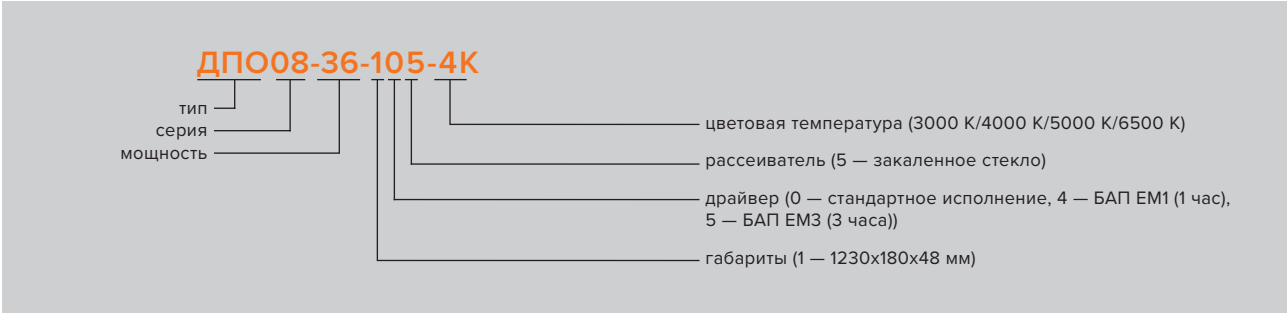 ДПО08-36-105-4К
тип
серия
мощность
цветовая температура (3000 К/4000 К/5000 К/6500 К)
рассеиватель (5 — закаленное стекло)
драйвер (0 — стандартное исполнение, 4 — БАП ЕМ1 (1 час),
5 — БАП ЕМ3 (3 часа))
габариты (1 — 1230х180х48 мм)